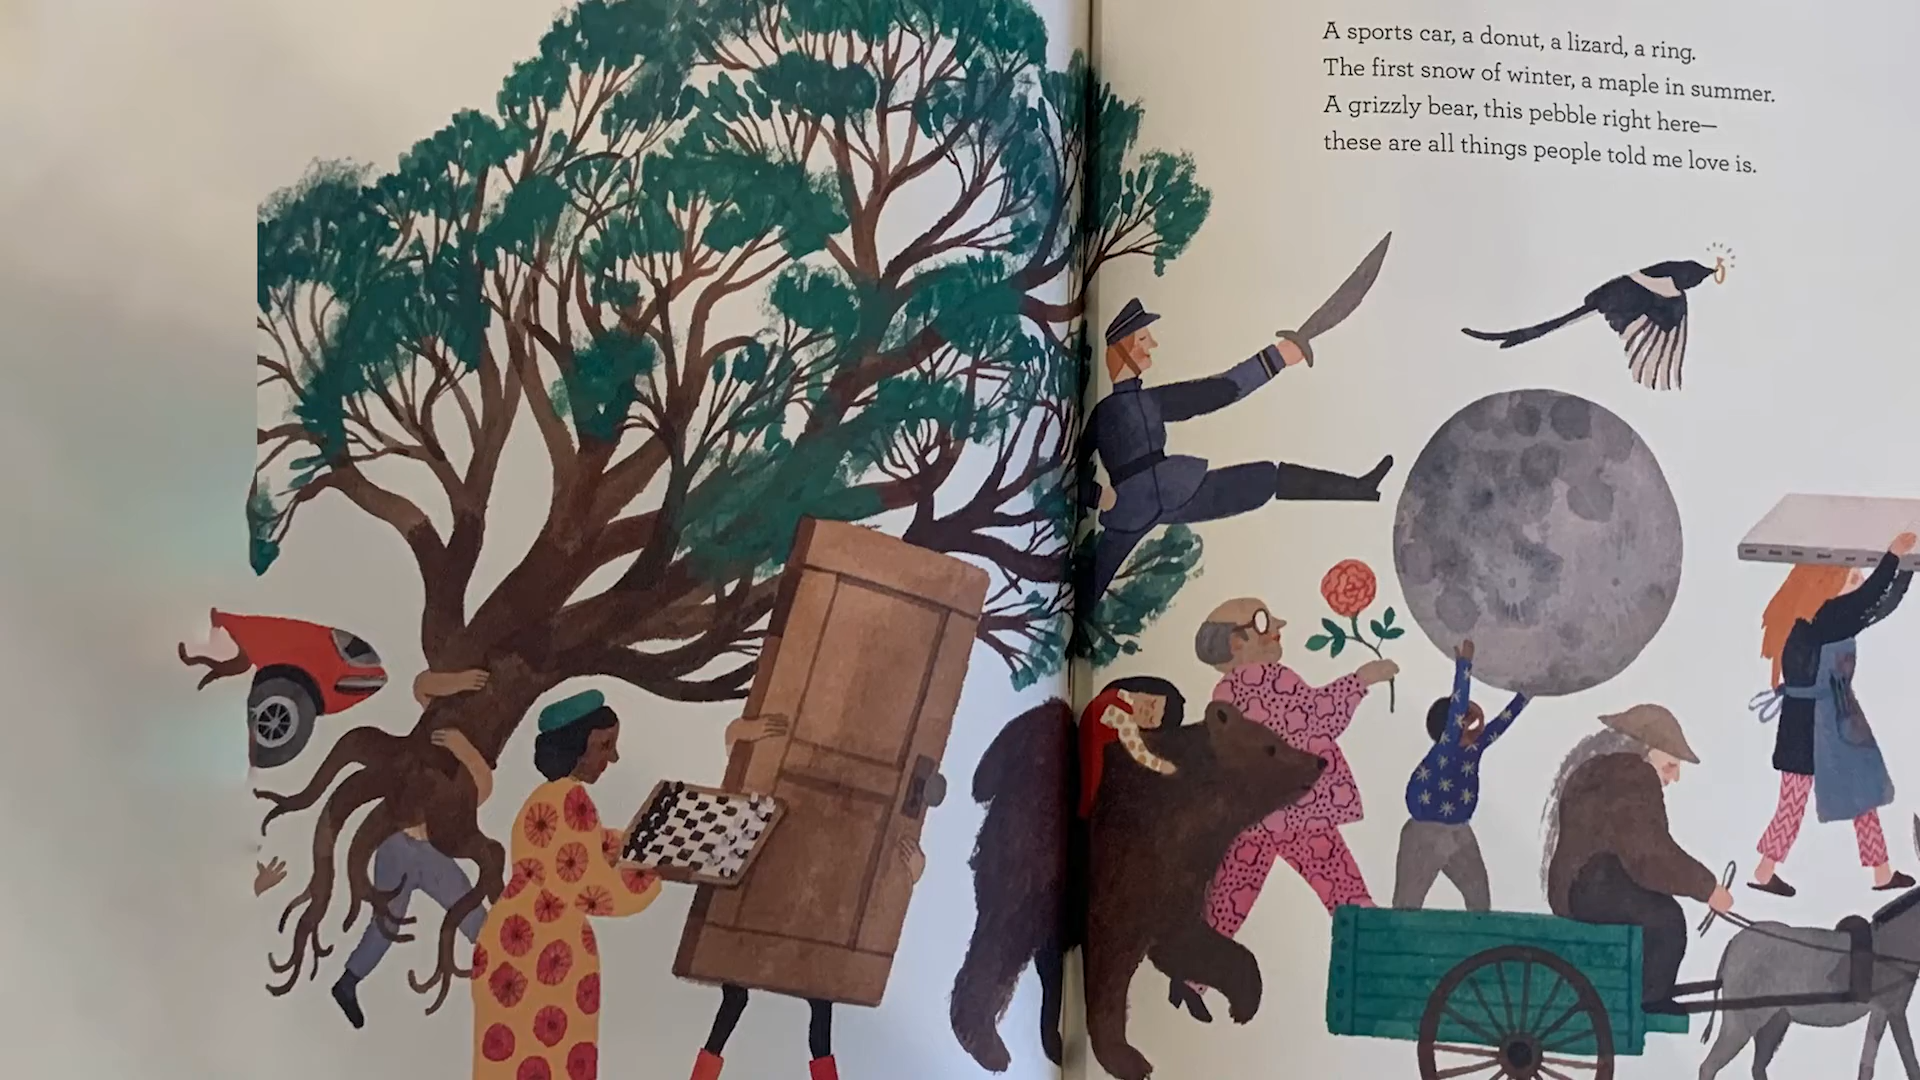 A sports car, a donut, a lizard, a ring.
The first snow of winter, a maple in summer.
A grizzly bear, this pebble right here—
these are all things people told me love is.